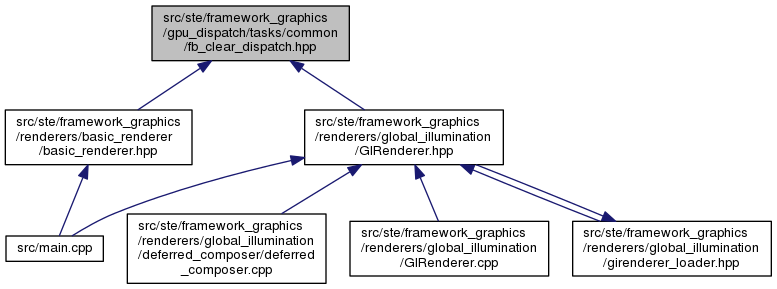 src/ste/framework_graphics
/gpu_dispatch/tasks/common
/fb_clear_dispatch.hpp
src/ste/framework_graphics
/renderers/basic_renderer
/basic_renderer.hpp
src/ste/framework_graphics
/renderers/global_illumination
/GIRenderer.hpp
src/main.cpp
src/ste/framework_graphics
/renderers/global_illumination
/deferred_composer/deferred
_composer.cpp
src/ste/framework_graphics
/renderers/global_illumination
/GIRenderer.cpp
src/ste/framework_graphics
/renderers/global_illumination
/girenderer_loader.hpp